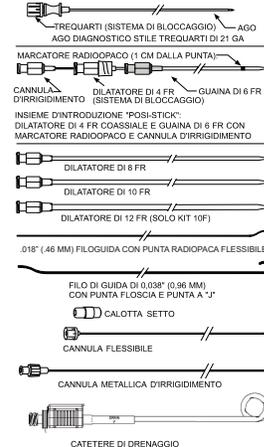 TREQUARTI (SISTEMA DI BLOCCAGGIO)
AGO
AGO DIAGNOSTICO STILE TREQUARTI DI 21 GA
MARCATORE RADIOOPACO (1 CM DALLA PUNTA)
CANNULA
D'IRRIGIDIMENTO
DILATATORE DI 4 FR
(SISTEMA DI BLOCCAGGIO)
GUAINA DI 6 FR
INSIEME D'INTRODUZIONE "POSI-STICK":
DILATATORE DI 4 FR COASSIALE E GUAINA DI 6 FR CON
MARCATORE RADIOOPACO E CANNULA D'IRRIGIDIMENTO
DILATATORE DI 8 FR
DILATATORE DI 10 FR
DILATATORE DI 12 FR (SOLO KIT 10F)
.018" (.46 MM) FILOGUIDA CON PUNTA RADIOPACA FLESSIBILE
FILO DI GUIDA DI 0,038" (0,96 MM)
CON PUNTA FLOSCIA E PUNTA A "J"
CALOTTA SETTO
CANNULA FLESSIBILE
CANNULA METALLICA D'IRRIGIDIMENTO
CATETERE DI DRENAGGIO